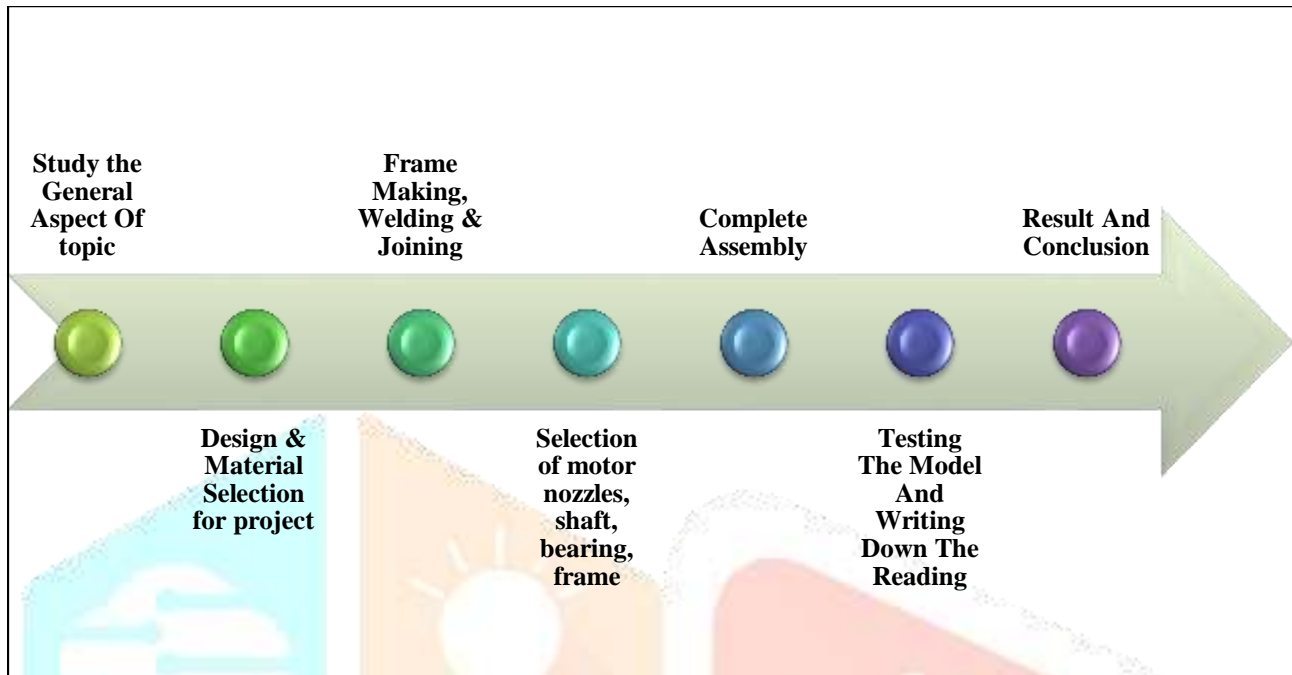 Study the
General
Aspect Of
topic
Design &
Material
Selection
for project
Frame
Making,
Welding &
Joining
Selection
of motor
nozzles,
shaft,
bearing,
frame
Complete
Assembly
Testing
The Model
And
Writing
Down The
Reading
Result And
Conclusion